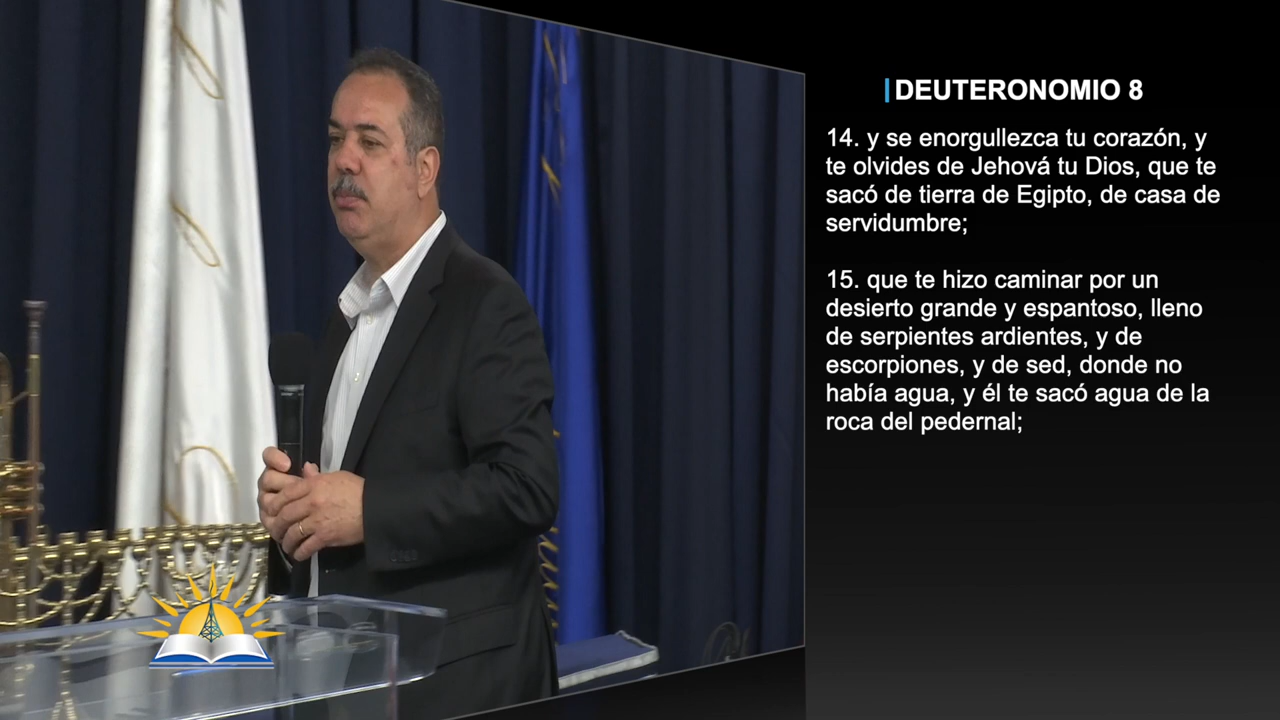 DEUTERONOMIO 8
14. y se enorgullezca tu corazón, y
te olvides de Jehová tu Dios, que te
sacó de tierra de Egipto, de casa de
servidumbre;
15. que te hizo caminar por un
desierto grande y espantoso, lleno
de serpientes ardientes, y de
escorpiones, y de sed, donde no
había agua, y él te sacó agua de la
roca del pedernal;